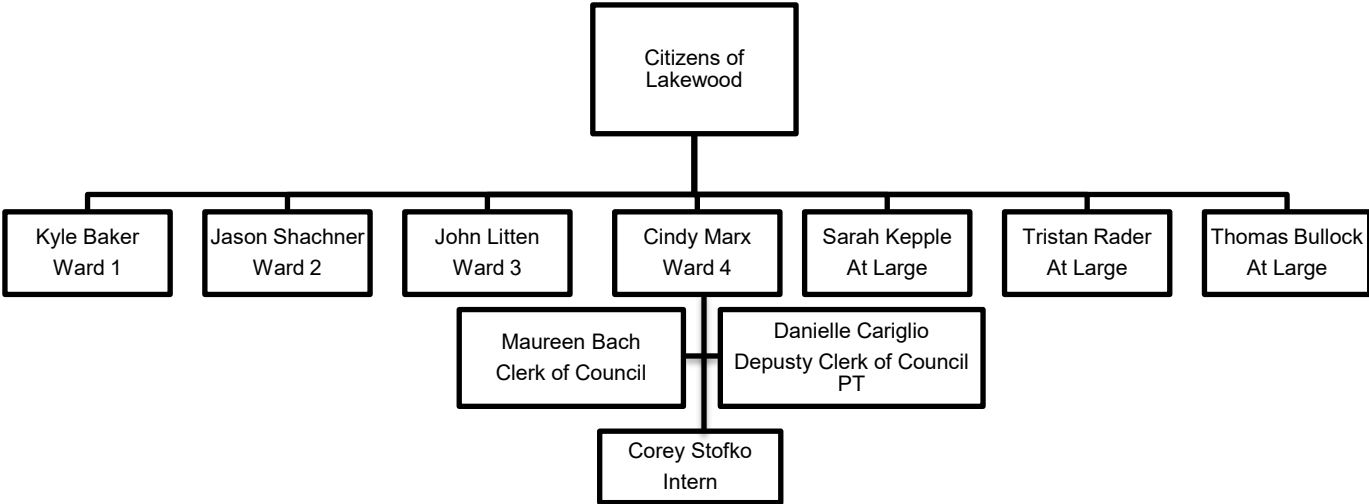 Citizens of
Lakewood
Kyle Baker
Ward 1
Jason Shachner
Ward 2
John Litten
Ward 3
Cindy Marx
Ward 4
Sarah Kepple
At Large
Tristan Rader
At Large
Thomas Bullock
At Large
Maureen Bach
Clerk of Council
Danielle Cariglio
Depusty Clerk of Council
PT
Corey Stofko
Intern